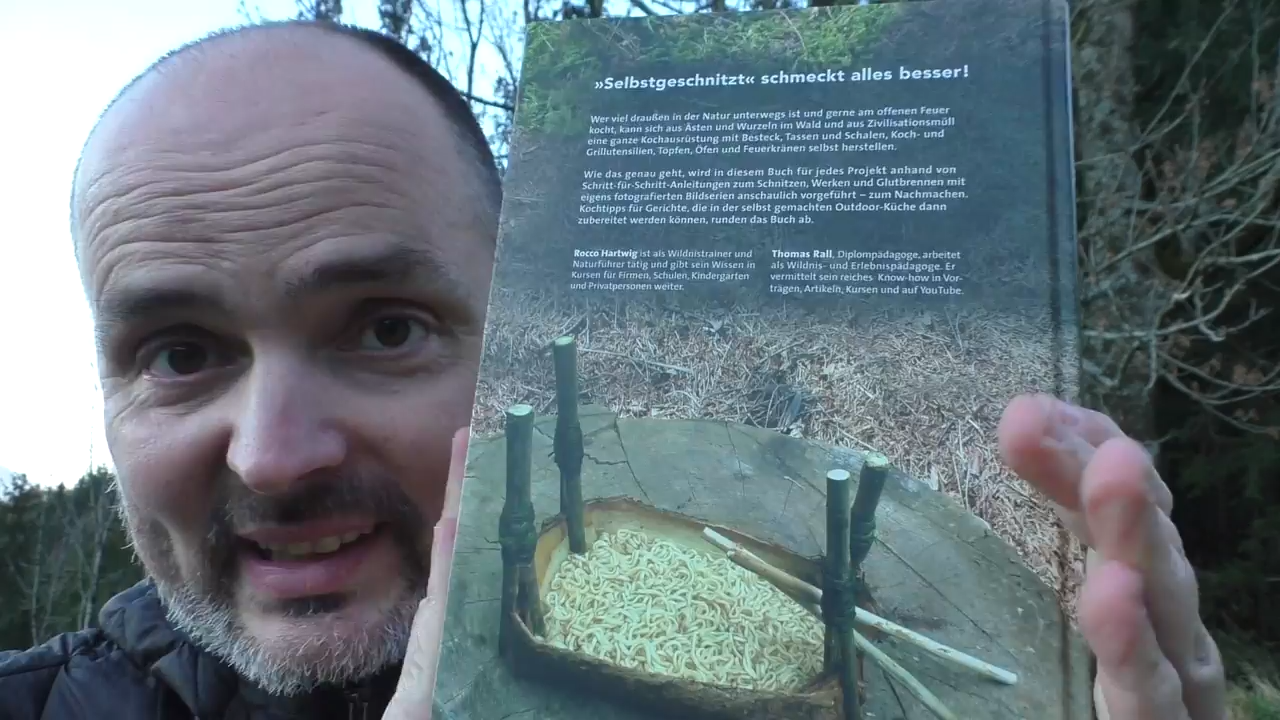 »Selbstgeschnitzt« schmeckt alles besser!
Wer viel draußen in der Natur unterwegs ist und gerne am offenen Feuer
kocht, kann sich aus Ästen und Wurzeln im Wald und aus Zivilisationsmüll
eine ganze Kochausrüstung mit Besteck, Tassen und Schalen, Koch- und
Grillutensilien, Töpfen, Öfen und Feuerkränen selbst herstellen.
Wie das genau geht, wird in diesem Buch für jedes Projekt anhand von
Schritt-für-Schritt-Anleitungen zum Schnitzen, Werken und Glutbrennen mit
eigens fotografierten Bildserien anschaulich vorgeführt – zum Nachmachen.
Kochtipps für Gerichte, die in der selbst gemachten Outdoor-Küche dann
zubereitet werden können, runden das Buch ab.
Rocco Hartwig ist als Wildnistrainer und
Naturführer tätig und gibt sein Wissen in
Kursen für Firmen, Schulen, Kindergärten
und Privatpersonen weiter.
Thomas Rall, Diplompädagoge, arbeitet
als Wildnis- und Erlebnispädagoge. Er
vermittelt sein reiches Know-how in Vor-
trägen, Artikeln, Kursen und auf YouTube.